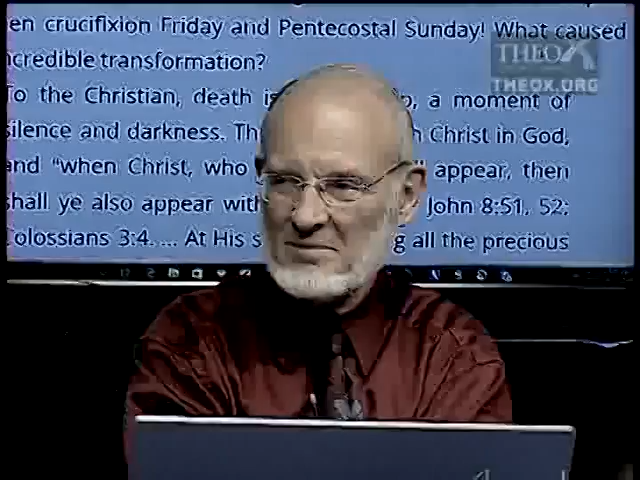 en crucifixion Friday and Pentecostal Sunday! What caused
ncredible transformation?
THEOX
THEOX.ORG
To the Christian, death i a moment of
silence and darkness. Th Christ in God,
and "when Christ, who appear, then
shall ye also appear with John 8:51, 52;
Colossians 3:4. ... At His s g all the precious